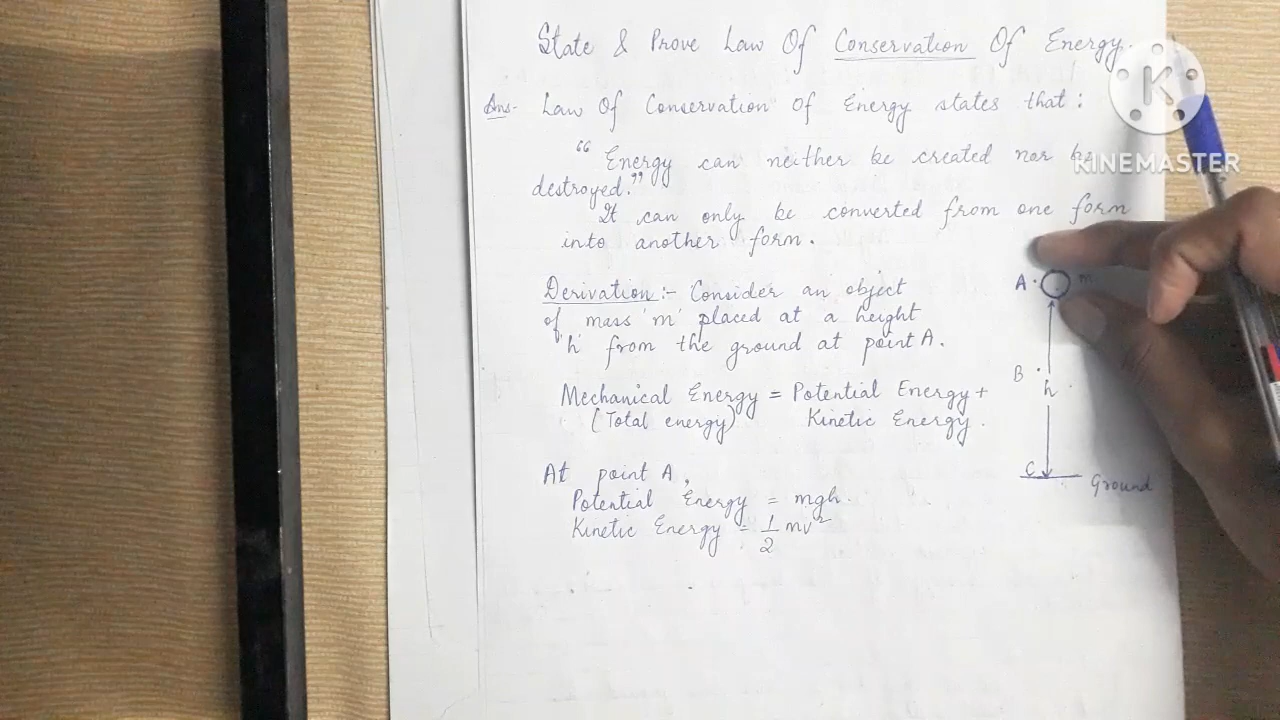 State & Prove Law Of Conservation Of Energy.
Ans- Law Of Conservation Of Energy states that :
" Energy can neither be created nor be
destroyed."
It can only be converted from one form
into another form.
Derivation :- Consider an object
of mass 'm' placed at a height
'h' from the ground at point A.
Mechanical Energy = Potential Energy +
(Total energy) Kinetic Energy.
At point A,
Potential Energy = mgh.
Kinetic Energy = 1/2 mv²
A m
B
h
C
Ground
KINEMASTER